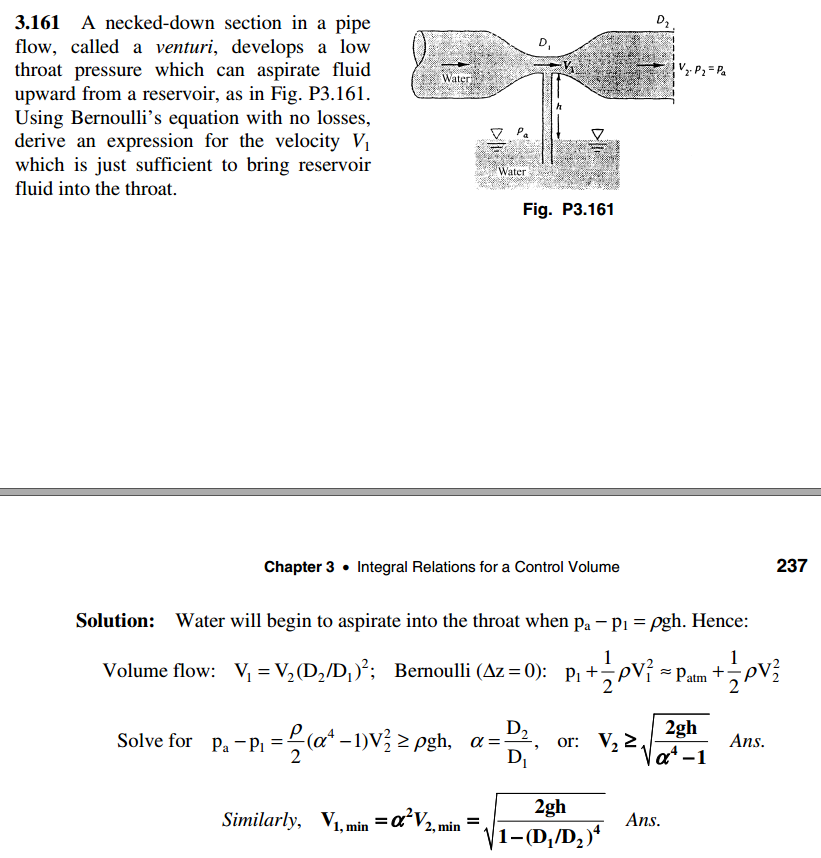 3.161 A necked-down section in a pipe
flow, called a venturi, develops a low
throat pressure which can aspirate fluid
upward from a reservoir, as in Fig. P3.161.
Using Bernoulli's equation with no losses,
derive an expression for the velocity V₁
which is just sufficient to bring reservoir
fluid into the throat.
D₂
D₁
Water
V₁
V₂, p₂ = pₐ
h
pₐ
Water
Fig. P3.161
Chapter 3 • Integral Relations for a Control Volume 237
Solution: Water will begin to aspirate into the throat when pₐ − p₁ = ρgh. Hence:
Volume flow: V₁ = V₂(D₂/D₁)²; Bernoulli (Δz = 0): p₁ + 1/2 ρV₁² ≈ pₐₜₘ + 1/2 ρV₂²
Solve for pₐ − p₁ = ρ/2 (α⁴ − 1)V₂² ≥ ρgh, α = D₂/D₁, or: V₂ ≥ √(2gh/(α⁴ − 1)) Ans.
Similarly, V₁, min = α²V₂, min = √(2gh/(1 − (D₁/D₂)⁴)) Ans.